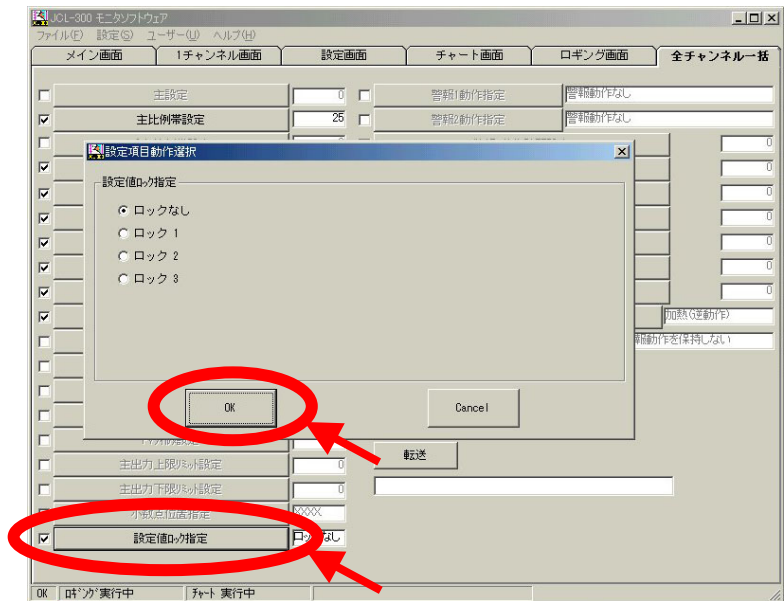 JCL-300 モニタソフトウェア
ファイル(F) 設定(S) ユーザー(U) ヘルプ(H)
メイン画面 1チャンネル画面 設定画面 チャート画面 ロギング画面 全チャンネル一括
主設定 0 警報1動作指定 警報動作なし
主比例帯設定 25 警報2動作指定 警報動作なし
0
設定項目動作選択
0
設定値ロック指定
0
ロックなし
0
ロック 1
0
ロック 2
0
ロック 3
0
加熱(逆動作)
報動作を保持しない
OK Cancel
転送
主出力上限リミット設定 0
主出力下限リミット設定 0
小数点位置指定 XXXX
設定値ロック指定 ロックなし
OK ロギング実行中 チャート 実行中